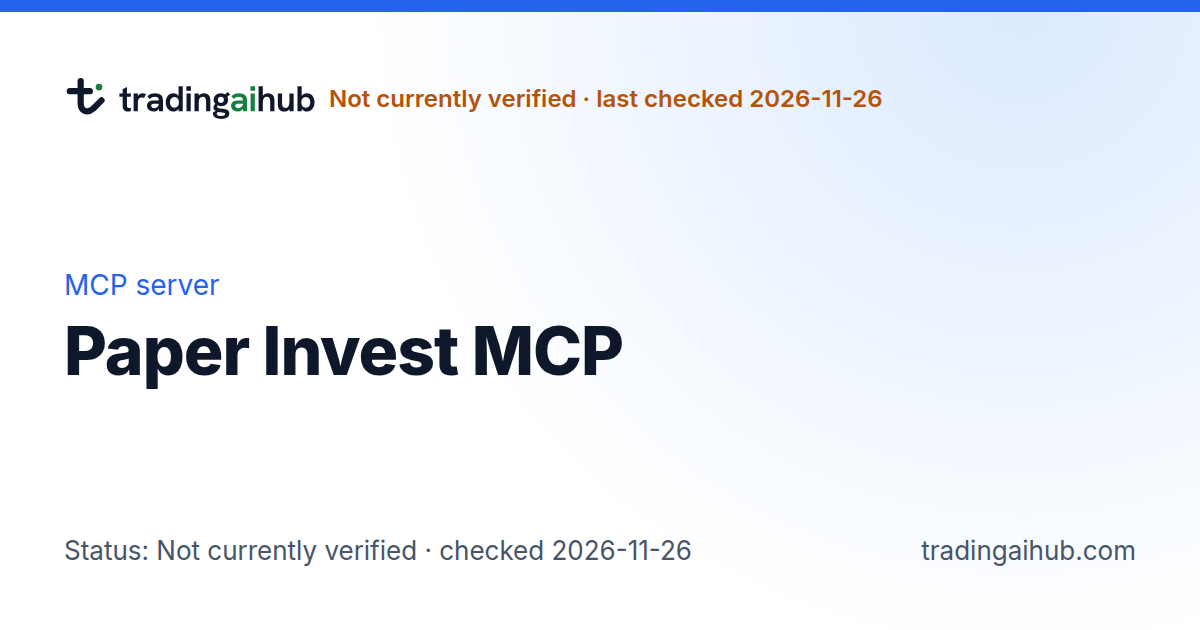 tradingaihub Not currently verified · last checked 2026-11-26
MCP server
Paper Invest MCP
Status: Not currently verified · checked 2026-11-26
tradingaihub.com